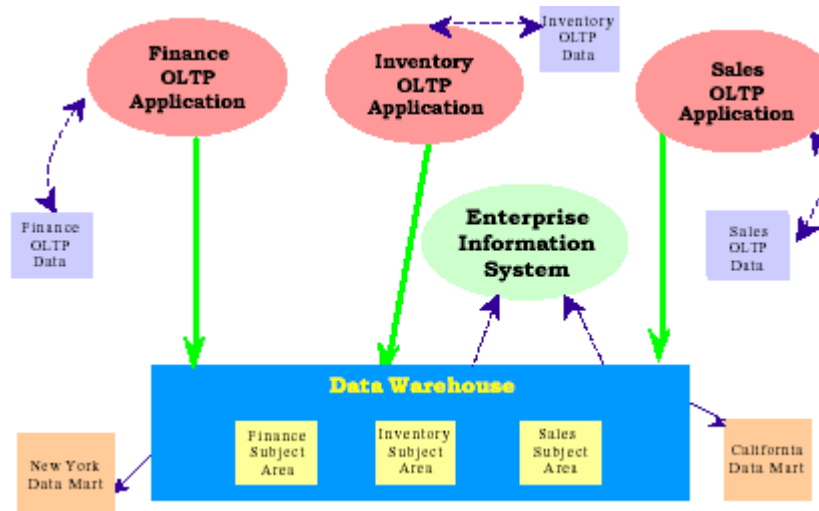 Finance
OLTP
Application
Inventory
OLTP
Application
Inventory
OLTP
Data
Sales
OLTP
Application
Finance
OLTP
Data
Enterprise
Information
System
Sales
OLTP
Data
Data Warehouse
Finance
Subject
Area
Inventory
Subject
Area
Sales
Subject
Area
New York
Data Mart
California
Data Mart